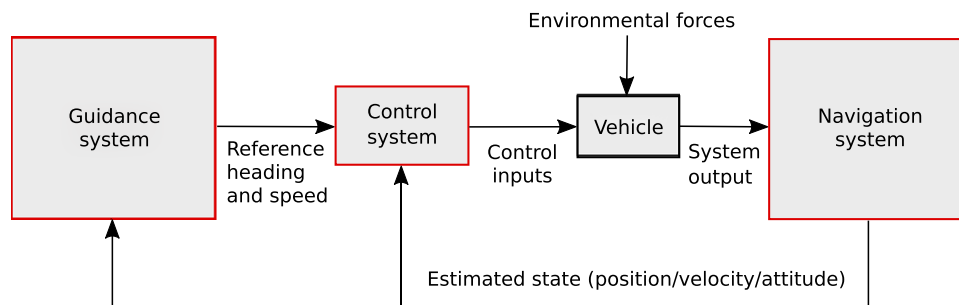 Environmental forces
Guidance
system
Reference
heading
and speed
Control
system
Control
inputs
Vehicle
System
output
Navigation
system
Estimated state (position/velocity/attitude)